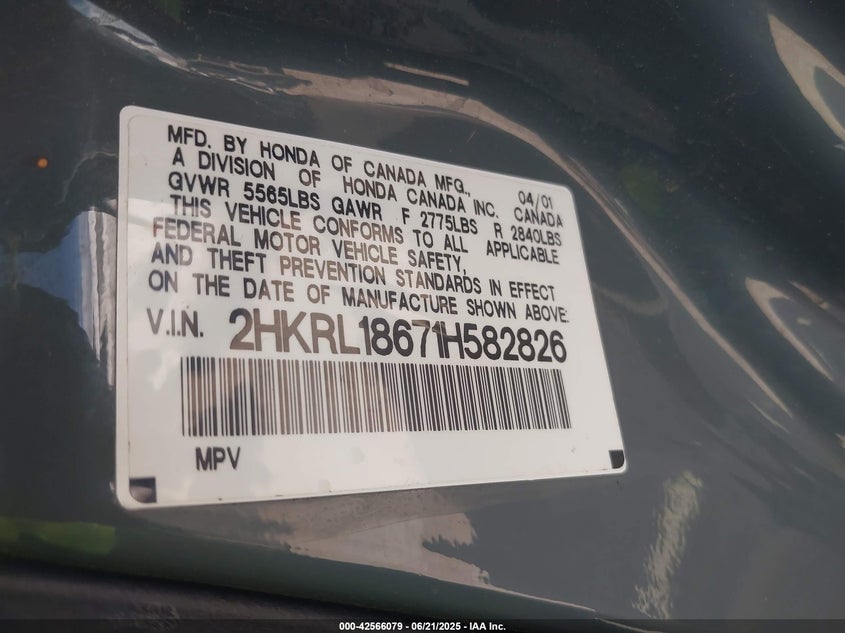 MFD. BY HONDA OF CANADA MFG., 04/01
A DIVISION OF HONDA CANADA INC. CANADA
GVWR 5565LBS GAWR F 2775LBS R 2840LBS
THIS VEHICLE CONFORMS TO ALL APPLICABLE
FEDERAL MOTOR VEHICLE SAFETY,
AND THEFT PREVENTION STANDARDS IN EFFECT
ON THE DATE OF MANUFACTURE SHOWN ABOVE:
V.I.N. 2HKRL18671H582826
MPV
000-42566079 - 06/21/2025 - IAA Inc.